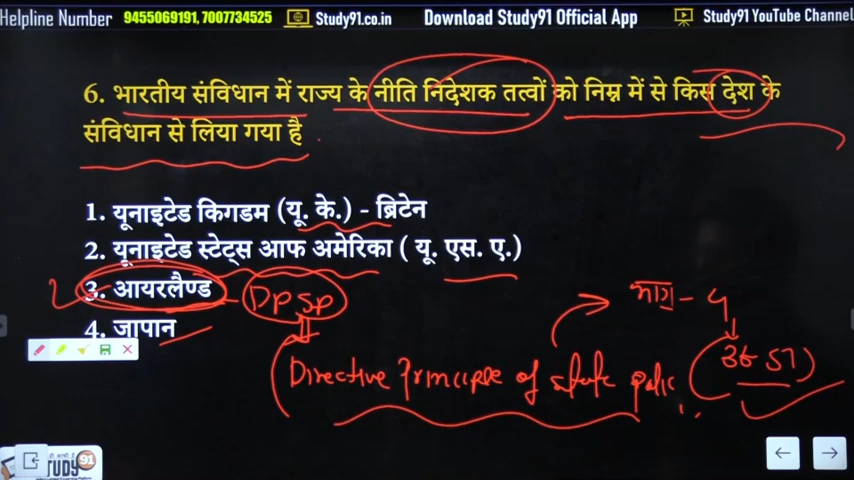 Helpline Number 9455069191, 7007734525 Study91.co.in Download Study91 Official App Study91 YouTube Channel
6. भारतीय संविधान में राज्य के नीति निदेशक तत्वों को निम्न में से किस देश के
संविधान से लिया गया है
1. यूनाइटेड किगडम (यू. के.) - ब्रिटेन
2. यूनाइटेड स्टेट्स आफ अमेरिका ( यू. एस. ए.)
3. आयरलैण्ड DPSP
भाग - 4
4. जापान
Directive Principle of state (36 51)
STUDY 91